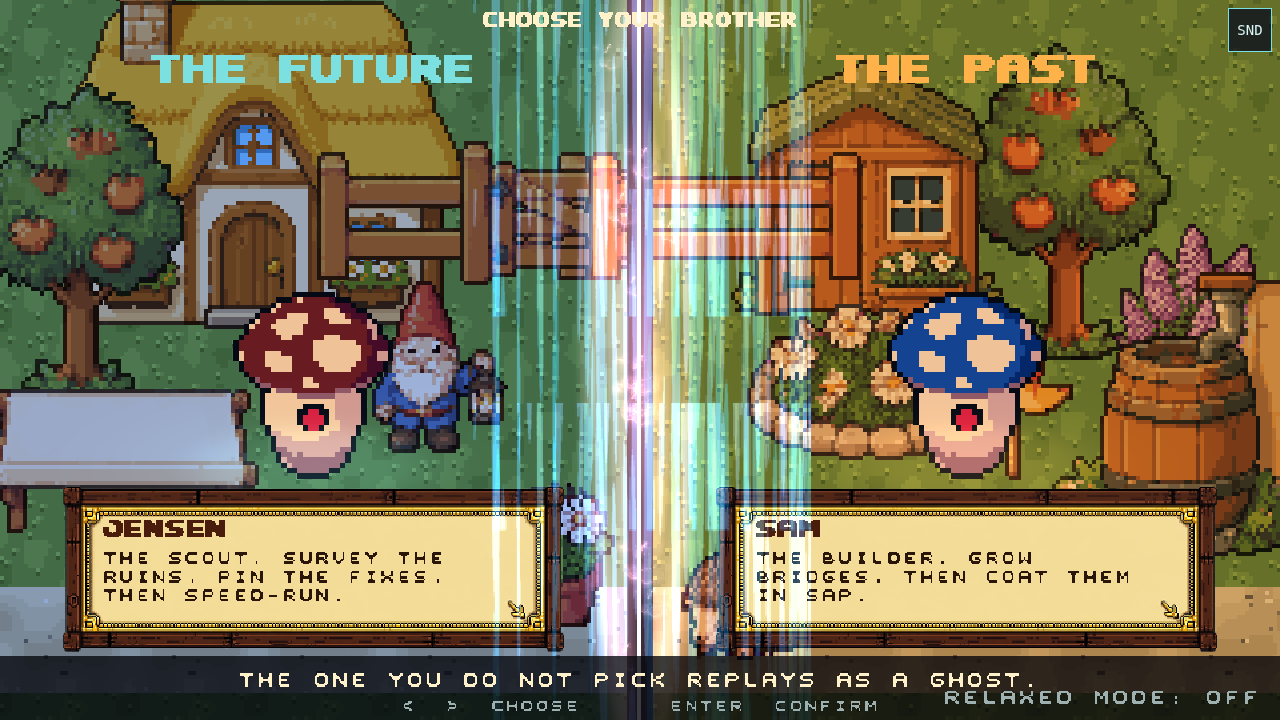 CHOOSE YOUR BROTHER
SND
THE FUTURE
THE PAST
JENSEN
THE SCOUT. SURVEY THE
RUINS. PIN THE FIXES.
THEN SPEED-RUN.
SAM
THE BUILDER. GROW
BRIDGES. THEN COAT THEM
IN SAP.
THE ONE YOU DO NOT PICK REPLAYS AS A GHOST.
< > CHOOSE ENTER CONFIRM
RELAXED MODE: OFF